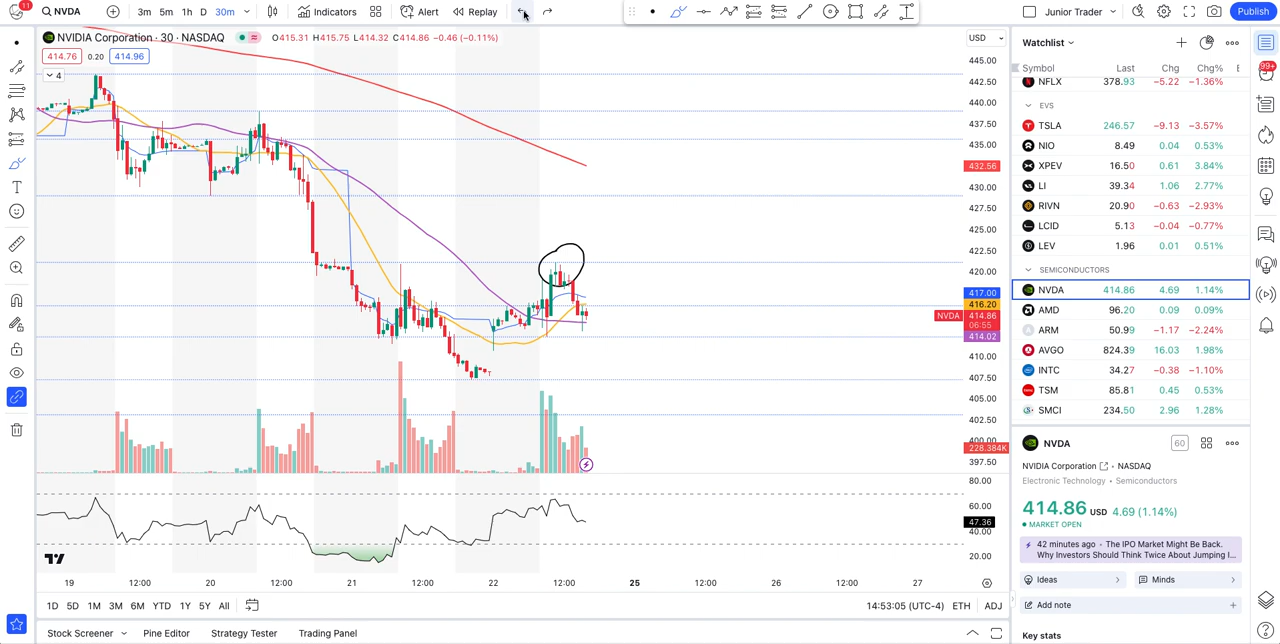 11 NVDA 3m 5m 1h D 30m Indicators Alert Replay Junior Trader Publish
NVIDIA Corporation · 30 · NASDAQ O415.31 H415.75 L414.32 C414.86 −0.46 (−0.11%)
414.76 0.20 414.96
4
USD
445.00
442.50
440.00
437.50
435.00
432.56
430.00
427.50
425.00
422.50
420.00
417.00
416.20
NVDA 414.86
06:55
414.02
410.00
407.50
405.00
402.50
400.00
228.384K
397.50
80.00
60.00
47.36
40.00
20.00
19 12:00 20 12:00 21 12:00 22 12:00 25 12:00 26 12:00 27
1D 5D 1M 3M 6M YTD 1Y 5Y All 14:53:05 (UTC-4) ETH ADJ
Stock Screener Pine Editor Strategy Tester Trading Panel
Watchlist
Symbol Last Chg Chg% E
NFLX 378.93 −5.22 −1.36%
EVS
TSLA 246.57 −9.13 −3.57%
NIO 8.49 0.04 0.53%
XPEV 16.50 0.61 3.84%
LI 39.34 1.06 2.77%
RIVN 20.90 −0.63 −2.93%
LCID 5.13 −0.04 −0.77%
LEV 1.96 0.01 0.51%
SEMICONDUCTORS
NVDA 414.86 4.69 1.14%
AMD 96.20 0.09 0.09%
ARM 50.99 −1.17 −2.24%
AVGO 824.39 16.03 1.98%
INTC 34.27 −0.38 −1.10%
TSM 85.81 0.45 0.53%
SMCI 234.50 2.96 1.28%
NVDA 60
NVIDIA Corporation · NASDAQ
Electronic Technology · Semiconductors
414.86 USD 4.69 (1.14%)
MARKET OPEN
42 minutes ago · The IPO Market Might Be Back.
Why Investors Should Think Twice About Jumping I...
Ideas Minds
Add note
Key stats
99+